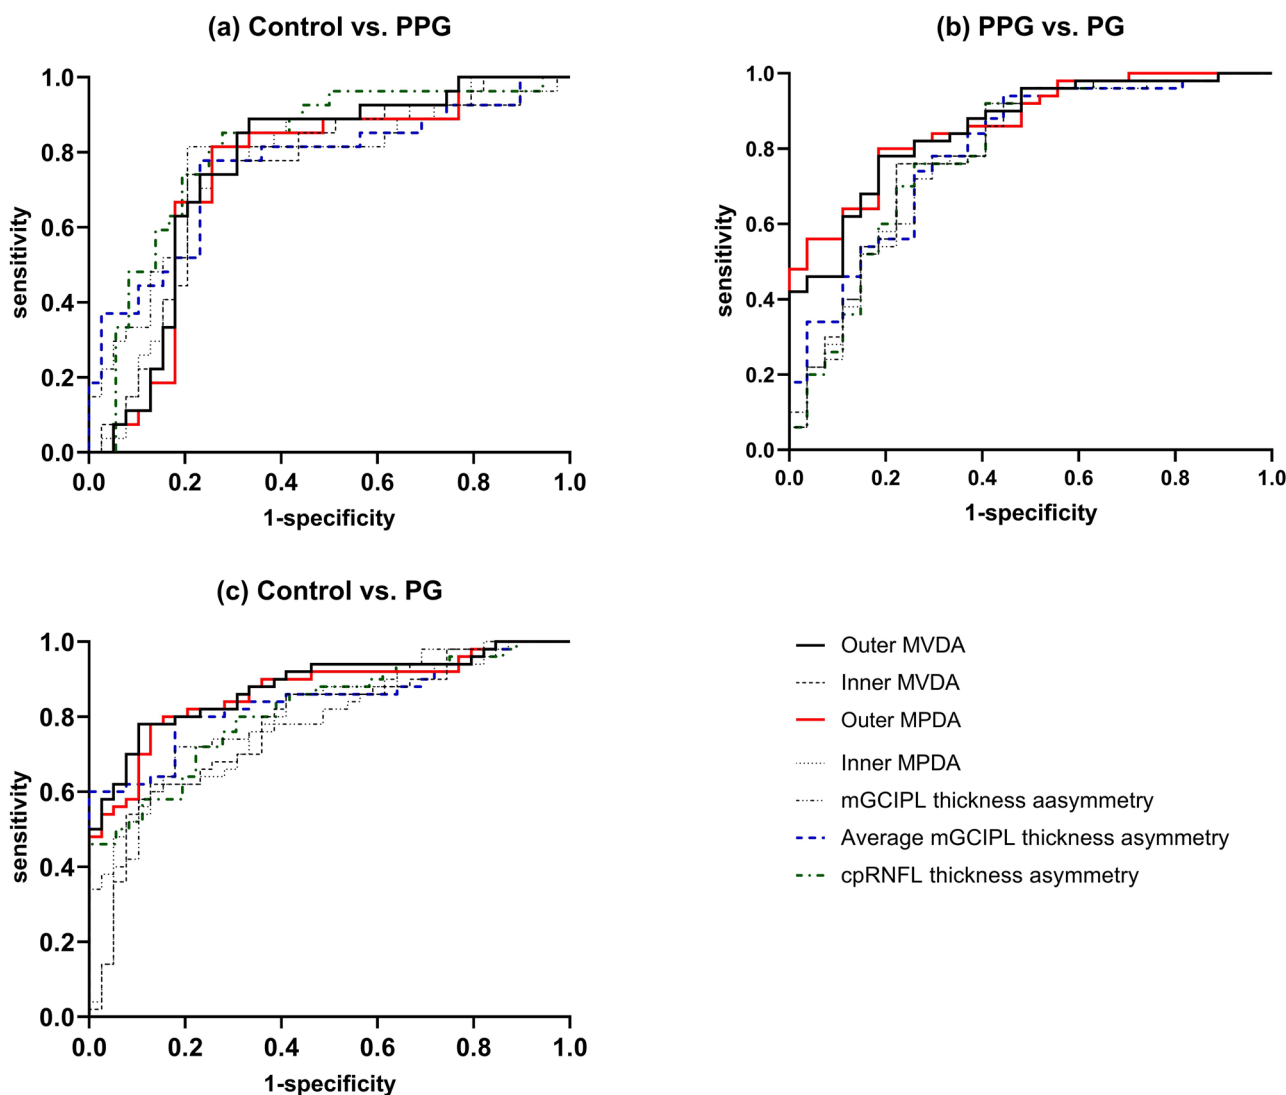 (a) Control vs. PPG
1.0
0.8
0.6
0.4
0.2
0.0
sensitivity
0.0 0.2 0.4 0.6 0.8 1.0
1-specificity
(b) PPG vs. PG
1.0
0.8
0.6
0.4
0.2
0.0
sensitivity
0.0 0.2 0.4 0.6 0.8 1.0
1-specificity
(c) Control vs. PG
1.0
0.8
0.6
0.4
0.2
0.0
sensitivity
0.0 0.2 0.4 0.6 0.8 1.0
1-specificity
Outer MVDA
Inner MVDA
Outer MPDA
Inner MPDA
mGCIPL thickness aasymmetry
Average mGCIPL thickness asymmetry
cpRNFL thickness asymmetry